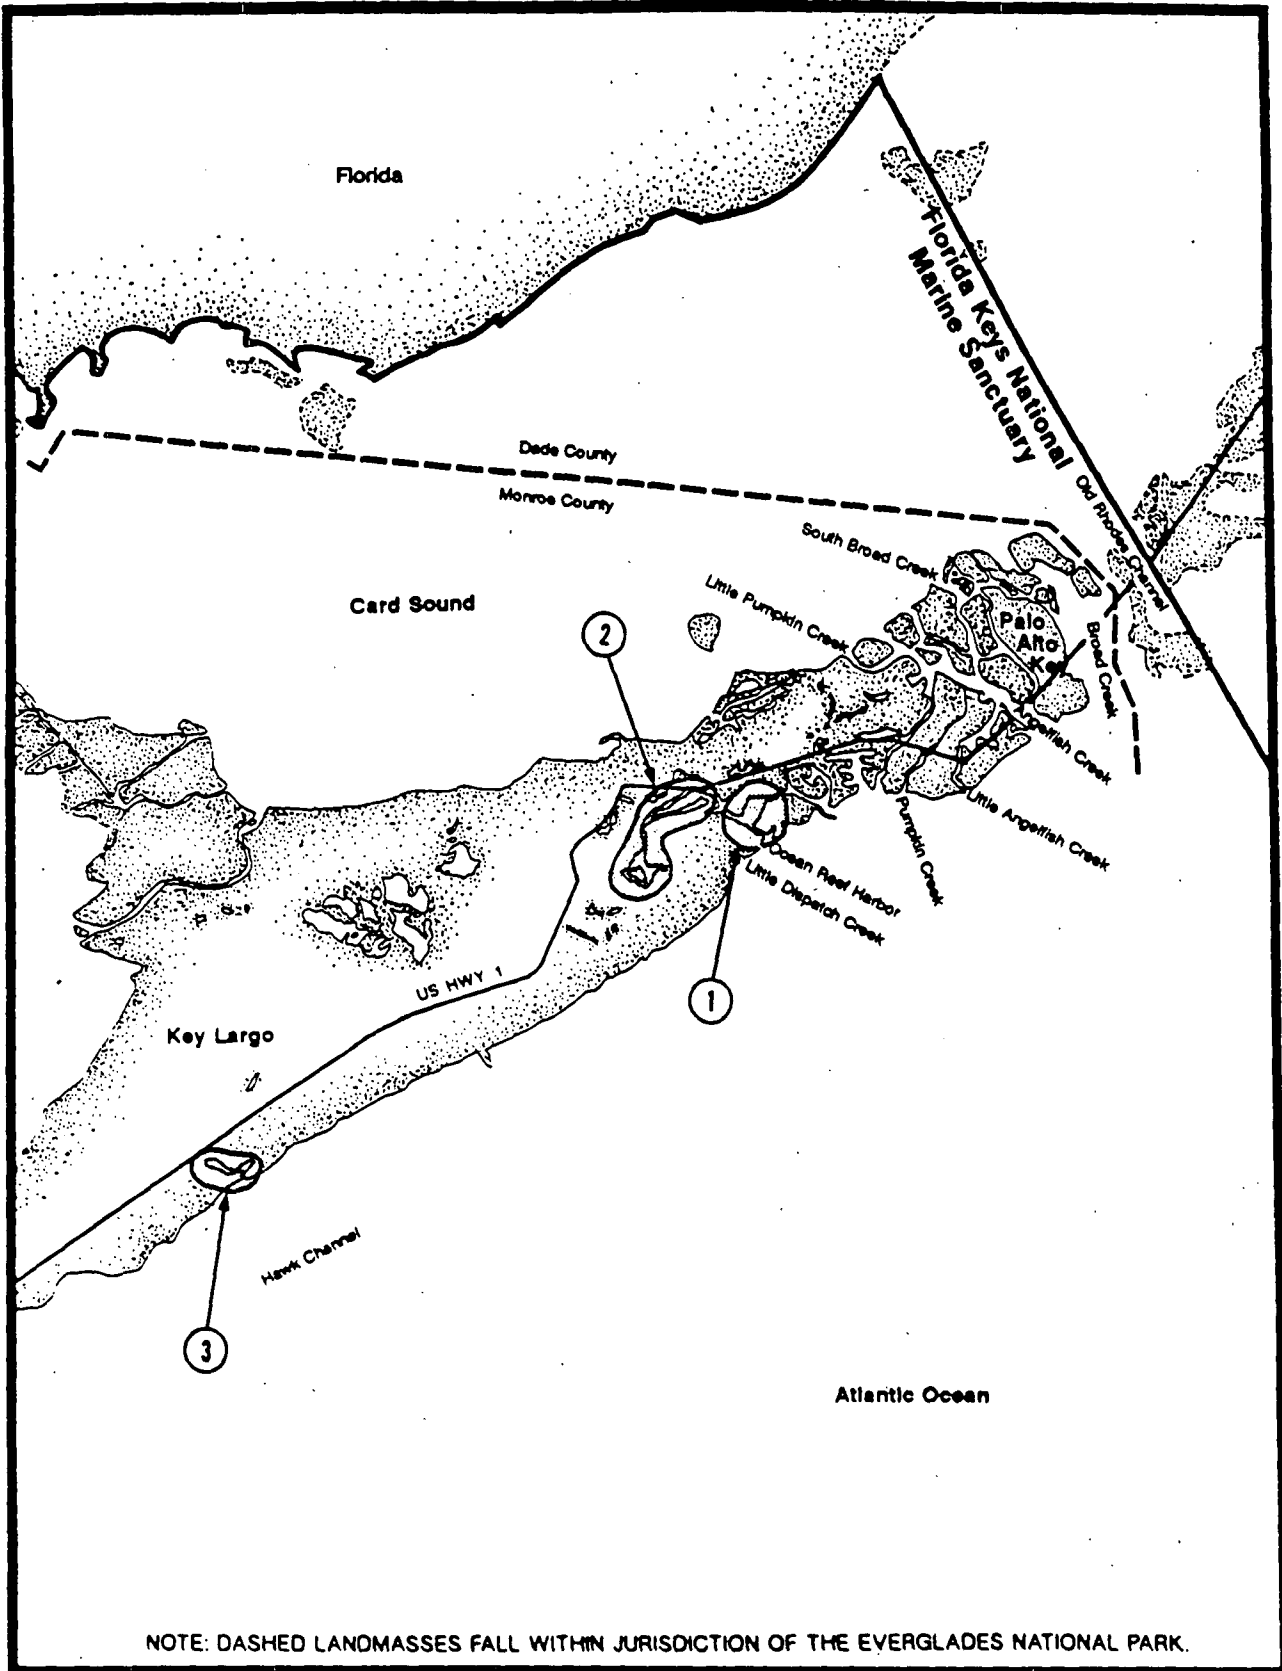 Florida
Florida Keys National
Marine Sanctuary
Dade County
Monroe County
Old Rhodes Channel
South Broad Creek
Little Pumpkin Creek
Card Sound
2
Palo
Alto
Key
Broad Creek
Angelfish Creek
Little Angelfish Creek
Pumpkin Creek
Ocean Reef Harbor
Little Dispatch Creek
1
US HWY 1
Key Largo
Hawk Channel
3
Atlantic Ocean
NOTE: DASHED LANDMASSES FALL WITHIN JURISDICTION OF THE EVERGLADES NATIONAL PARK.